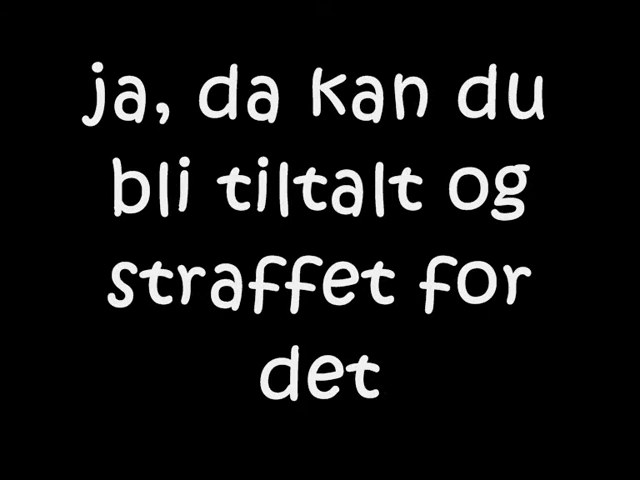 ja, da kan du
bli tiltalt og
straffet for
det